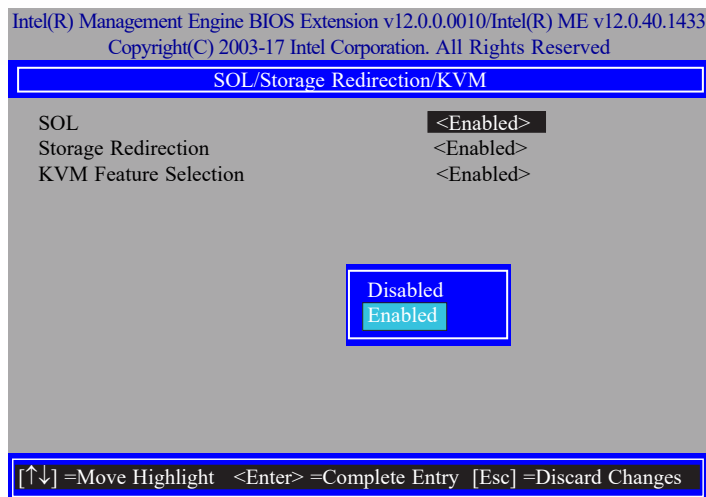 Intel(R) Management Engine BIOS Extension v12.0.0.0010/Intel(R) ME v12.0.40.1433
Copyright(C) 2003-17 Intel Corporation. All Rights Reserved
SOL/Storage Redirection/KVM
SOL <Enabled>
Storage Redirection <Enabled>
KVM Feature Selection <Enabled>
Disabled
Enabled
[↑↓] =Move Highlight <Enter> =Complete Entry [Esc] =Discard Changes